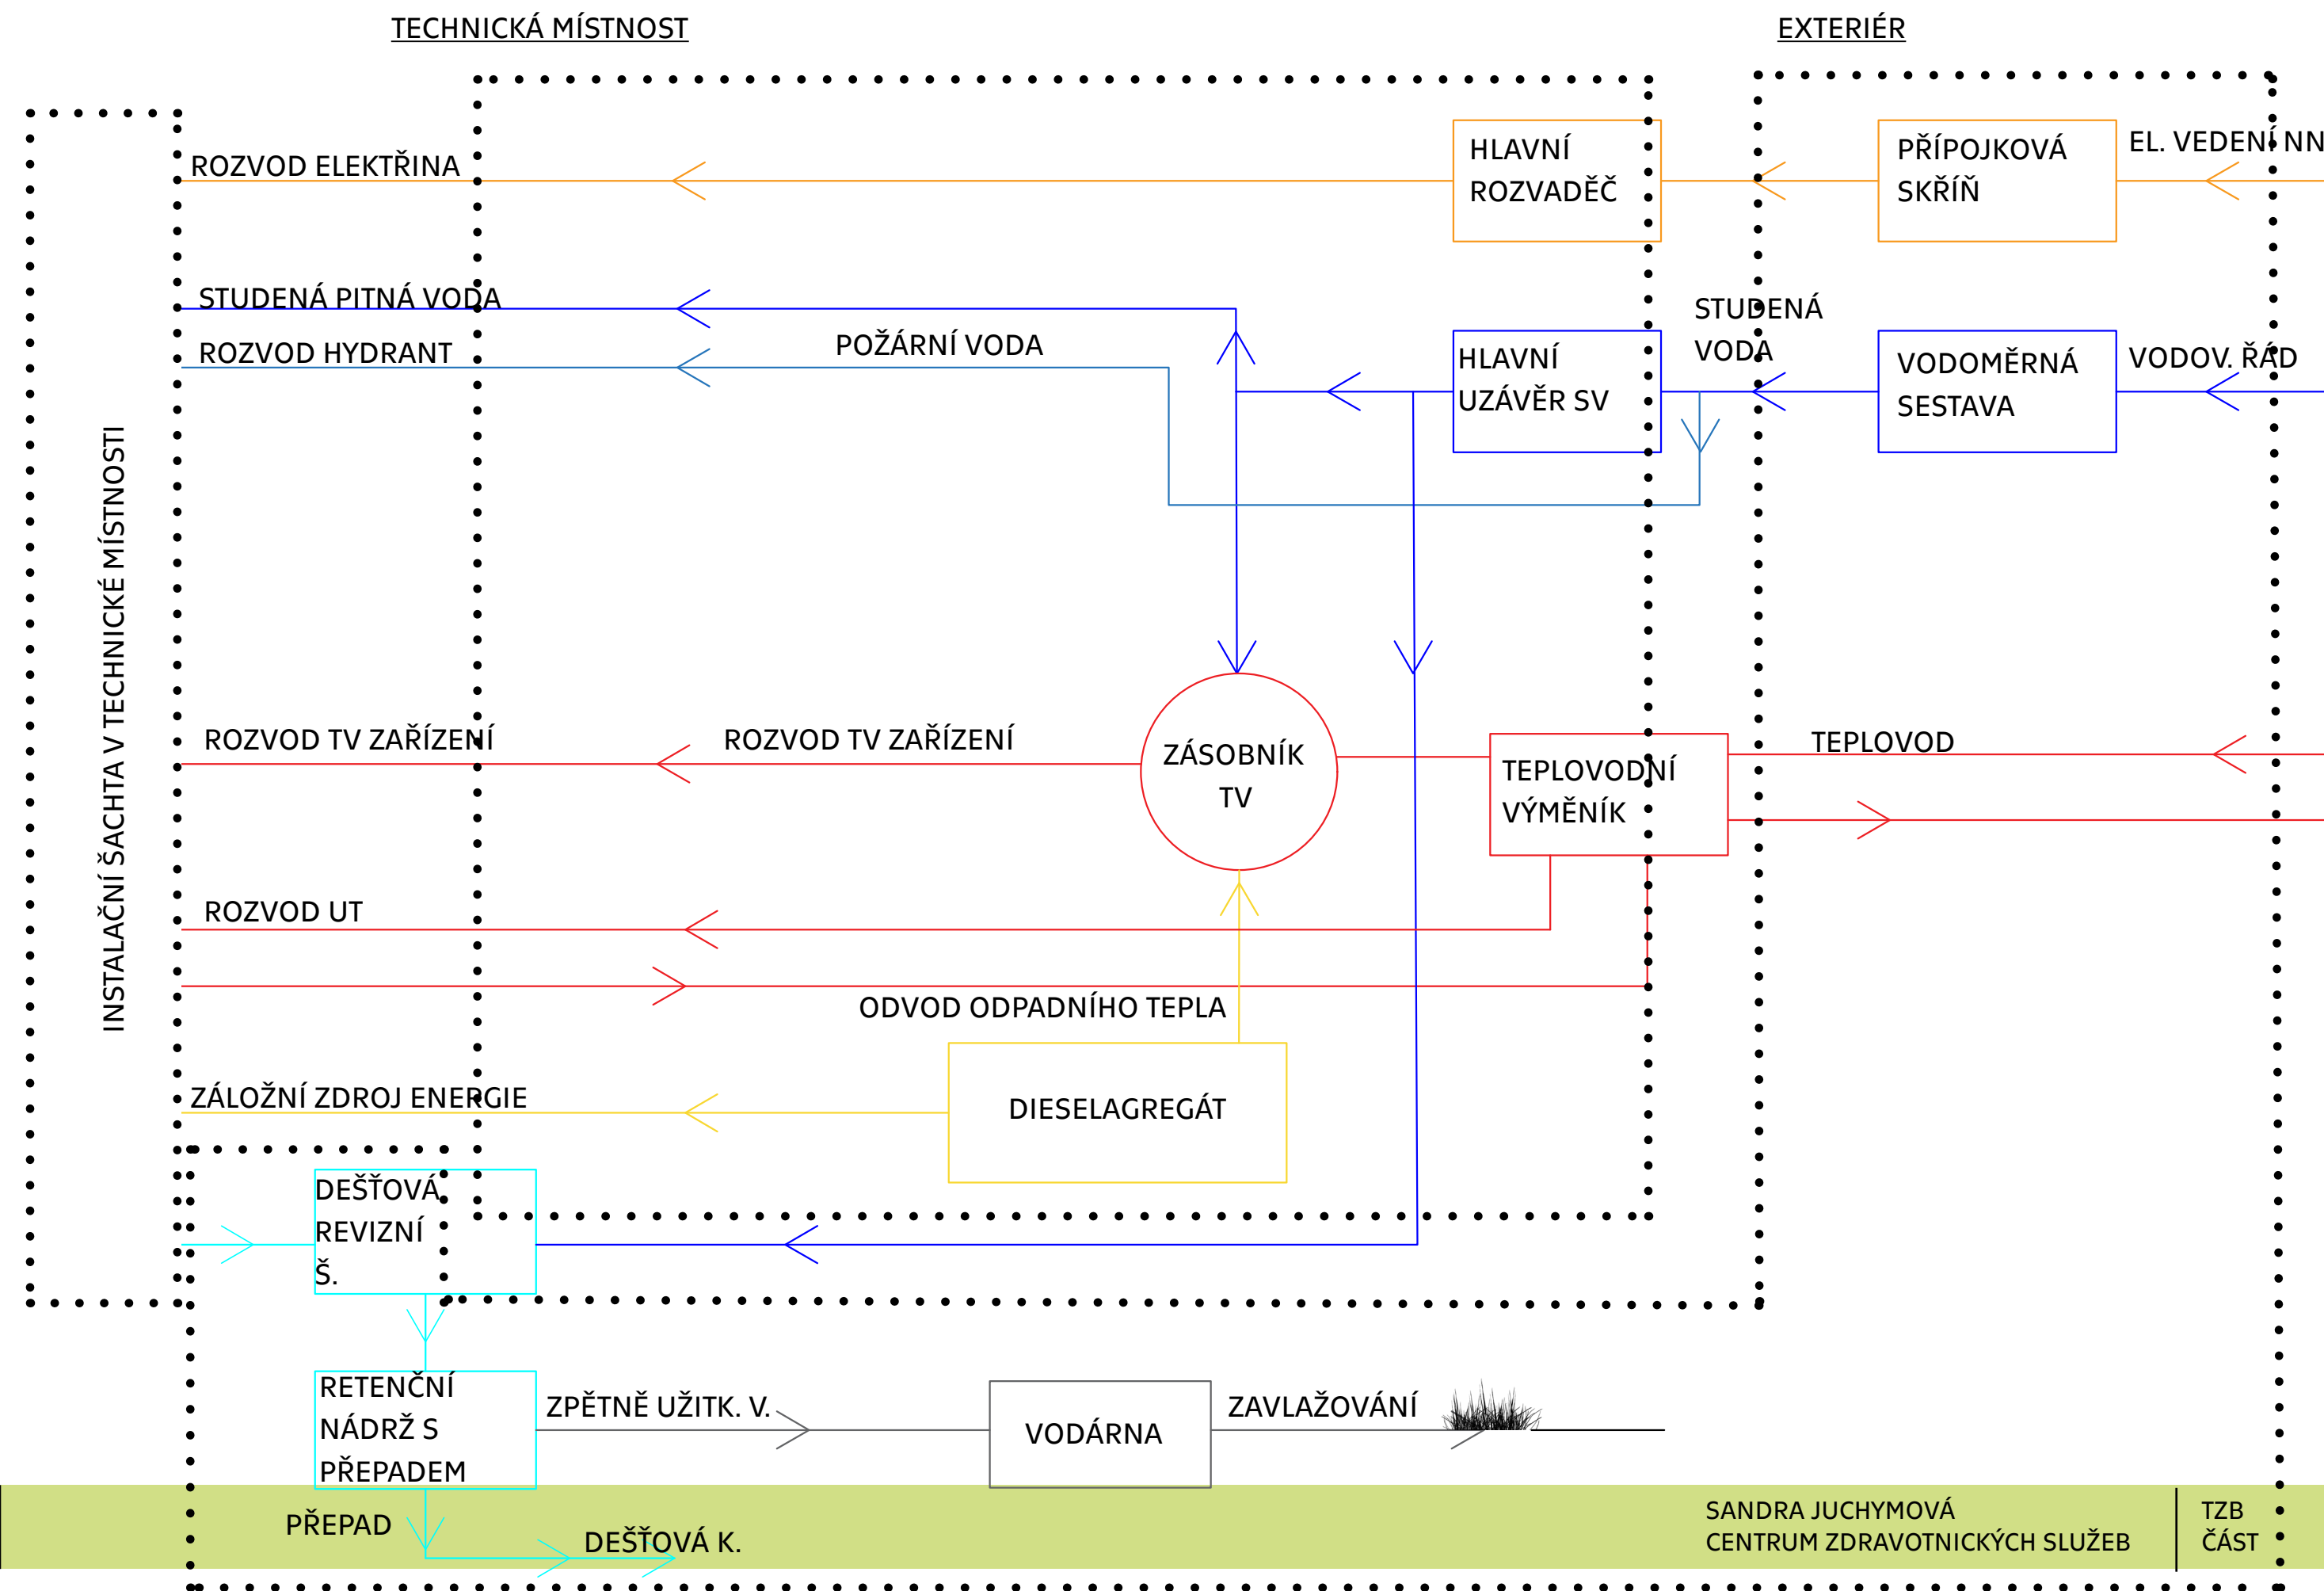 TECHNICKÁ MÍSTNOST
EXTERIÉR
ROZVOD ELEKTŘINA
HLAVNÍ
ROZVADĚČ
PŘÍPOJKOVÁ
SKŘÍŇ
EL. VEDENÍ NN
STUDENÁ PITNÁ VODA
ROZVOD HYDRANT
POŽÁRNÍ VODA
HLAVNÍ
UZÁVĚR SV
STUDENÁ
VODA
VODOMĚRNÁ
SESTAVA
VODOV. ŘÁD
INSTALAČNÍ ŠACHTA V TECHNICKÉ MÍSTNOSTI
ROZVOD TV ZAŘÍZENÍ
ROZVOD TV ZAŘÍZENÍ
ZÁSOBNÍK
TV
TEPLOVODNÍ
VÝMĚNÍK
TEPLOVOD
ROZVOD UT
ODVOD ODPADNÍHO TEPLA
ZÁLOŽNÍ ZDROJ ENERGIE
DIESELAGREGÁT
DEŠŤOVÁ
REVIZNÍ
Š.
RETENČNÍ
NÁDRŽ S
PŘEPADEM
ZPĚTNĚ UŽITK. V.
VODÁRNA
ZAVLAŽOVÁNÍ
PŘEPAD
DEŠŤOVÁ K.
SANDRA JUCHYMOVÁ
CENTRUM ZDRAVOTNICKÝCH SLUŽEB
TZB
ČÁST